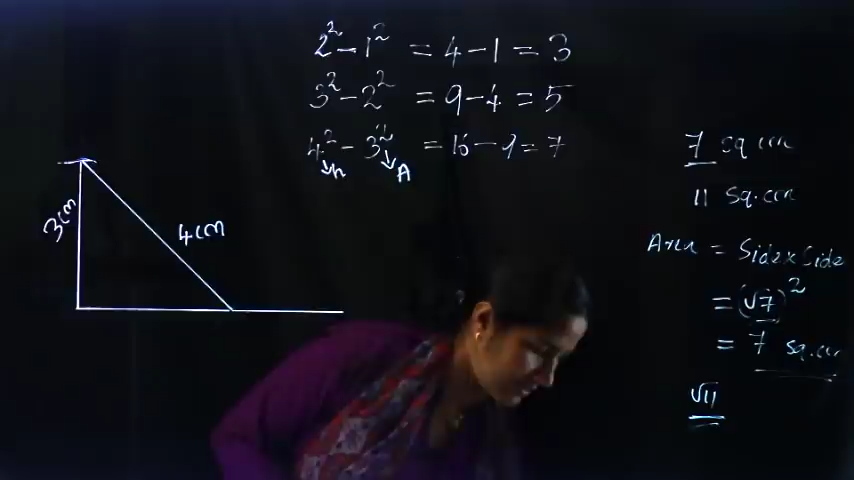 2² - 1² = 4 - 1 = 3
3² - 2² = 9 - 4 = 5
4² - 3² = 16 - 9 = 7
h
A
3cm
4cm
7 sq cm
11 sq.cm
Area = Side x Side
= (√7)²
= 7 sq.cm
√11